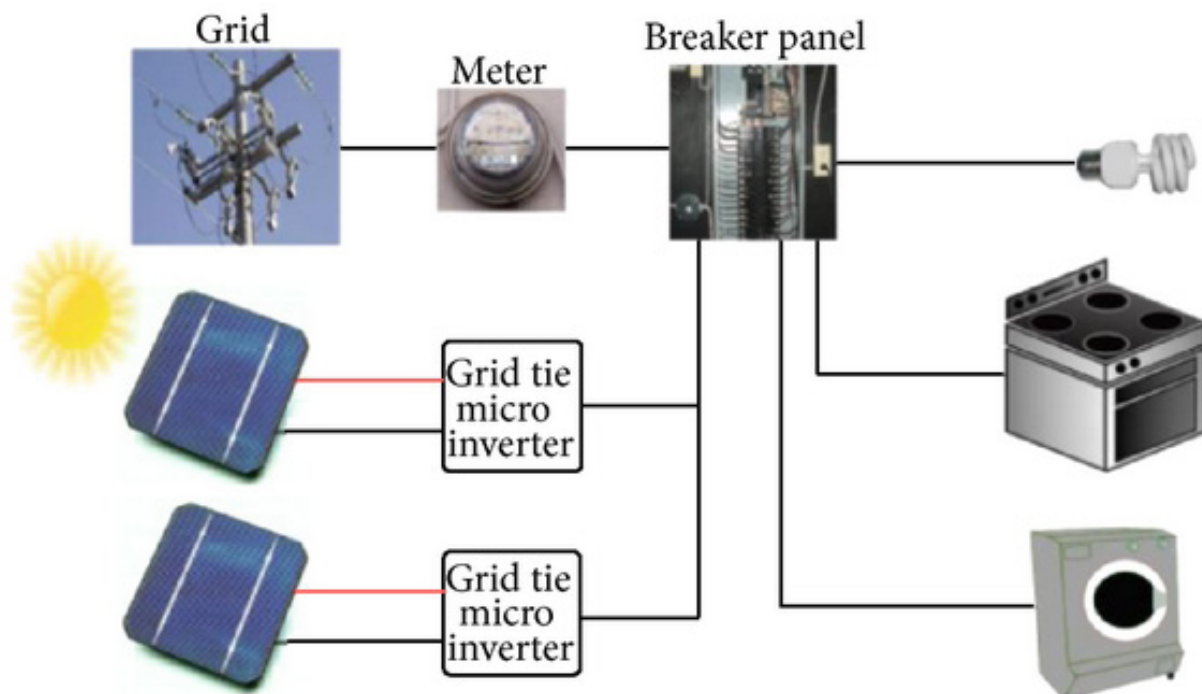 Grid
Meter
Breaker panel
Grid tie
micro
inverter
Grid tie
micro
inverter